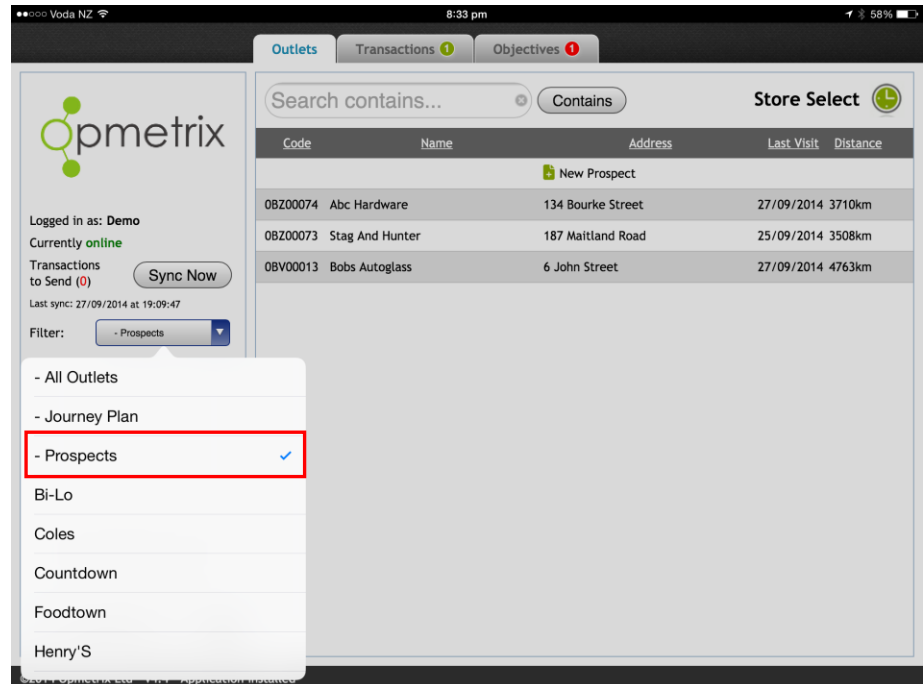 Voda NZ 8:33 pm 58%
Outlets Transactions 1 Objectives 1
Search contains... Contains Store Select
opmetrix
Code Name Address Last Visit Distance
New Prospect
0BZ00074 Abc Hardware 134 Bourke Street 27/09/2014 3710km
0BZ00073 Stag And Hunter 187 Maitland Road 25/09/2014 3508km
0BV00013 Bobs Autoglass 6 John Street 27/09/2014 4763km
Logged in as: Demo
Currently online
Transactions
to Send (0) Sync Now
Last sync: 27/09/2014 at 19:09:47
Filter: - Prospects
- All Outlets
- Journey Plan
- Prospects
Bi-Lo
Coles
Countdown
Foodtown
Henry'S